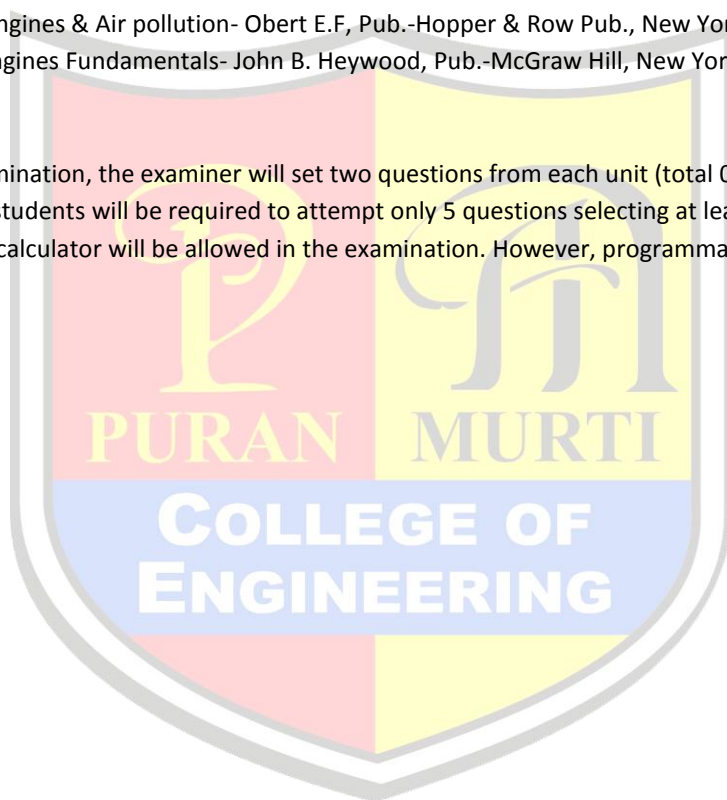 ngines & Air pollution- Obert E.F, Pub.-Hopper & Row Pub., New Yor
gines Fundamentals- John B. Heywood, Pub.-McGraw Hill, New Yor
mination, the examiner will set two questions from each unit (total 0
students will be required to attempt only 5 questions selecting at lea
calculator will be allowed in the examination. However, programma
PURAN MURTI
COLLEGE OF
ENGINEERING